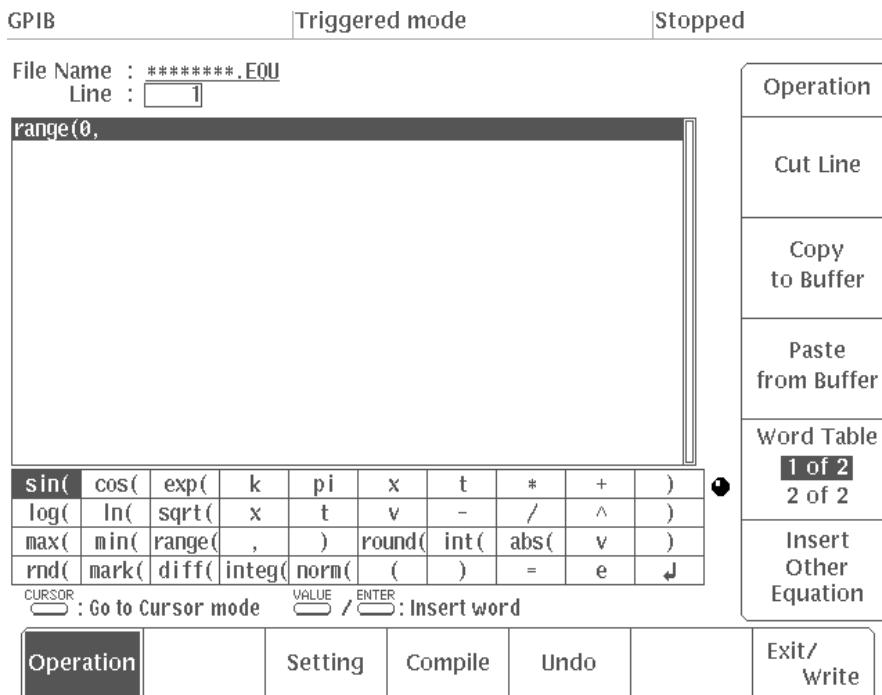 GPIB Triggered mode Stopped
File Name : ********.EQU
Line : 1
range(0,
sin( cos( exp( k pi x t * + )
log( ln( sqrt( x t v - / ^ )
max( min( range( , ) round( int( abs( v )
rnd( mark( diff( integ( norm( ( ) = e ↲
CURSOR : Go to Cursor mode VALUE / ENTER : Insert word
Operation
Cut Line
Copy
to Buffer
Paste
from Buffer
Word Table
1 of 2
2 of 2
Insert
Other
Equation
Operation Setting Compile Undo Exit/
Write